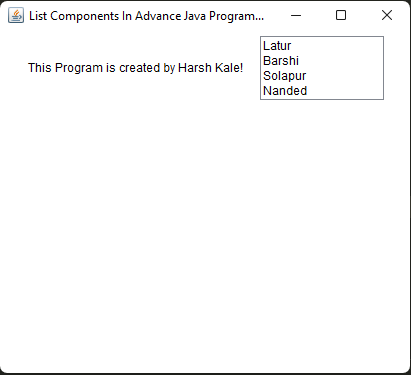 List Components In Advance Java Program...
This Program is created by Harsh Kale!
Latur
Barshi
Solapur
Nanded